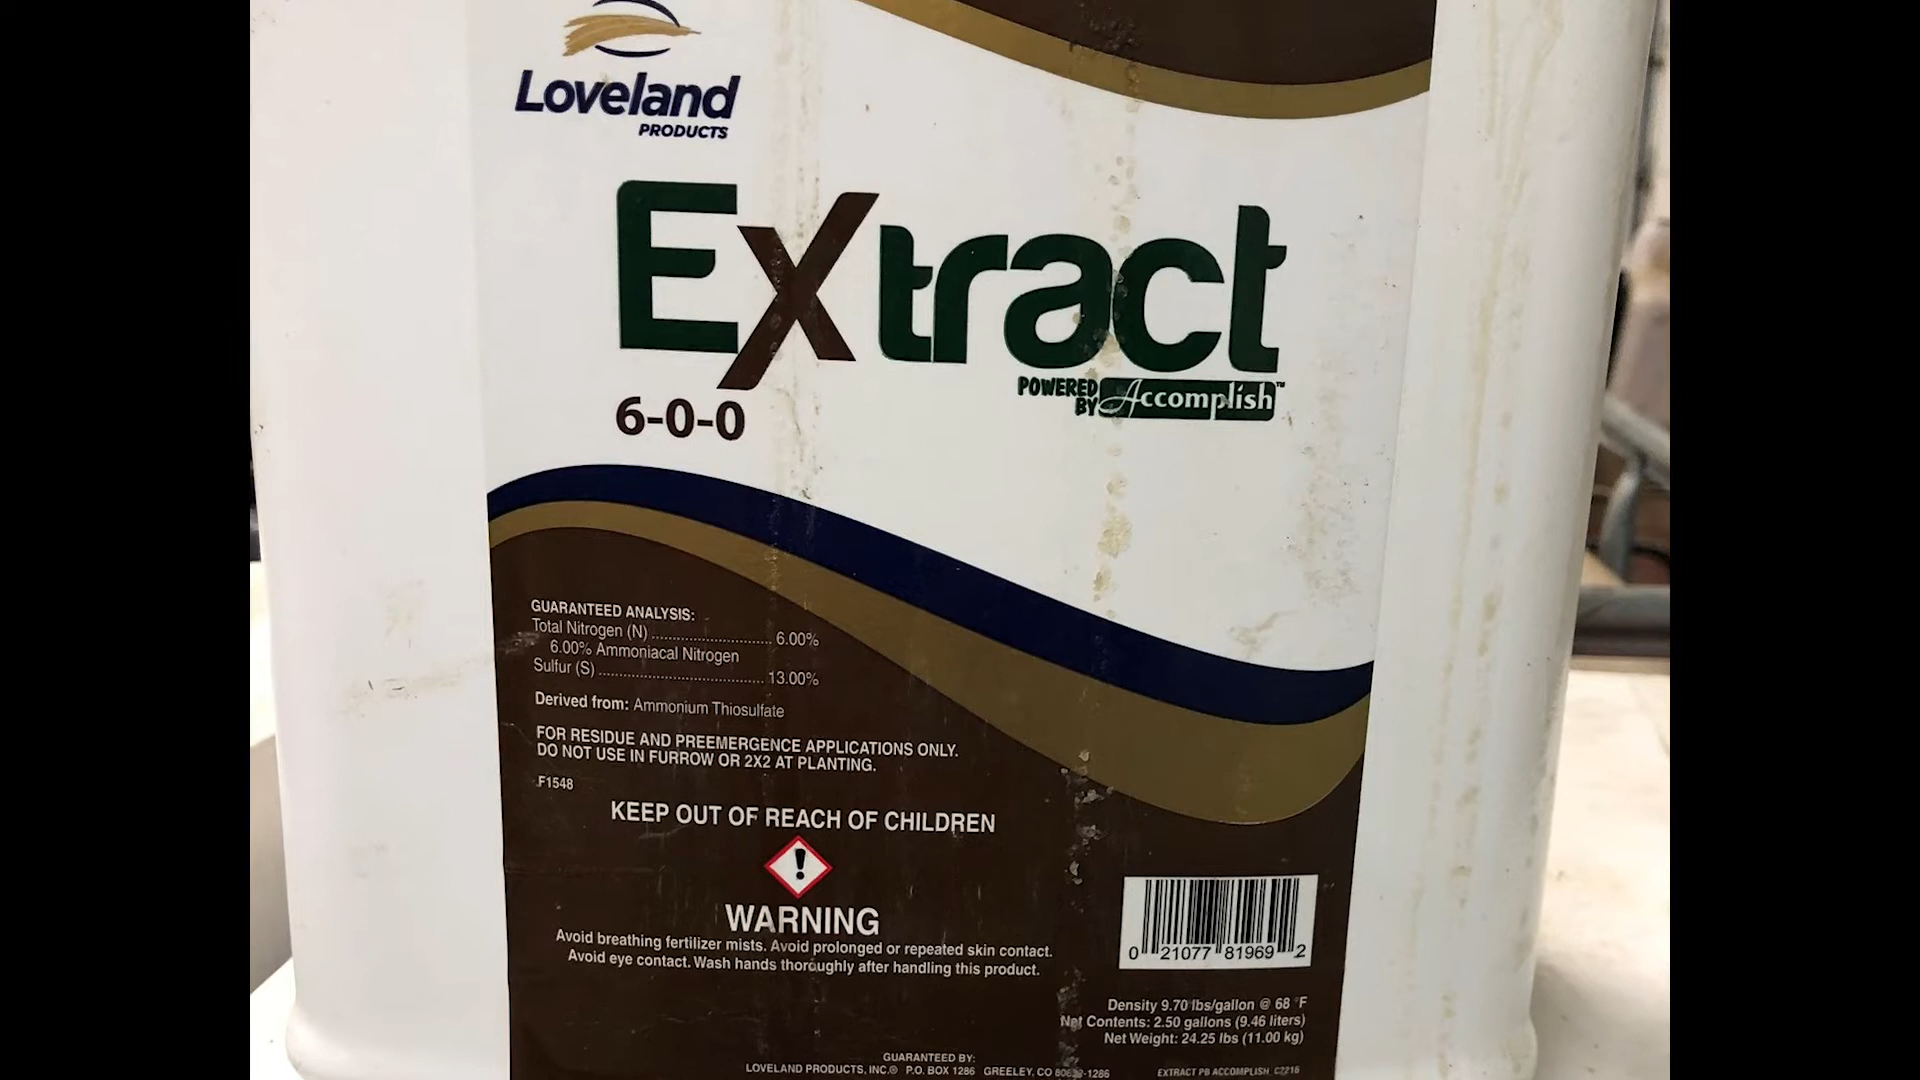 Loveland
PRODUCTS
Extract
POWERED
BY Accomplish™
6-0-0
GUARANTEED ANALYSIS:
Total Nitrogen (N) ............................ 6.00%
6.00% Ammoniacal Nitrogen
Sulfur (S) ....................................... 13.00%
Derived from: Ammonium Thiosulfate
FOR RESIDUE AND PREEMERGENCE APPLICATIONS ONLY.
DO NOT USE IN FURROW OR 2X2 AT PLANTING.
F1548
KEEP OUT OF REACH OF CHILDREN
!
WARNING
Avoid breathing fertilizer mists. Avoid prolonged or repeated skin contact.
Avoid eye contact. Wash hands thoroughly after handling this product.
0 21077 81969 2
Density 9.70 lbs/gallon @ 68 °F
Net Contents: 2.50 gallons (9.46 liters)
Net Weight: 24.25 lbs (11.00 kg)
GUARANTEED BY:
LOVELAND PRODUCTS, INC.® P.O. BOX 1286 GREELEY, CO
EXTRACT PB ACCOMPLISH